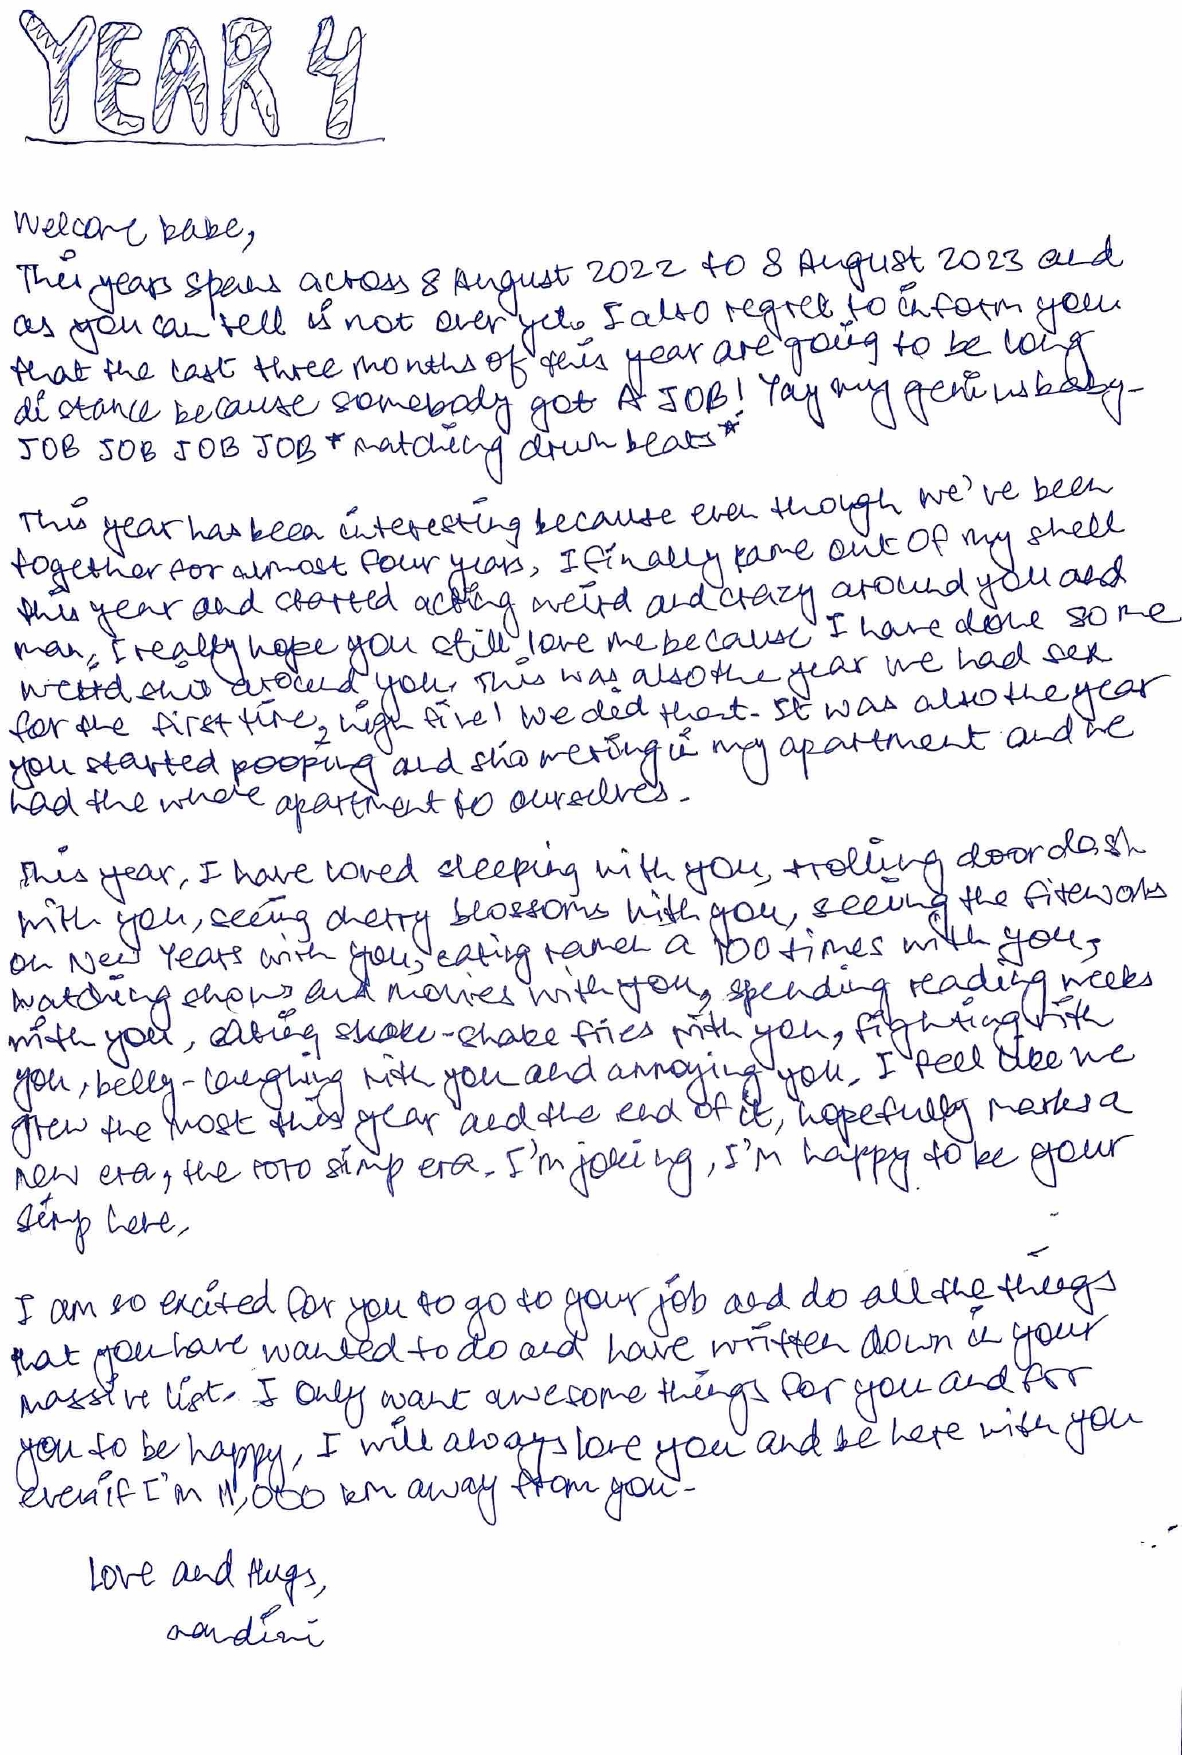 YEAR 4
Welcome babe,
This years spans across 8 August 2022 to 8 August 2023 and
as you can tell is not over yet. I also regret to inform you
that the last three months of this year are going to be long
distance because somebody got A JOB! Yay my genius baby-
JOB JOB JOB JOB *matching drum beats*
This year has been interesting because even though we've been
together for almost four years, I finally came out of my shell
this year and started acting weird and crazy around you and
man, I really hope you still love me because I have done some
weird shit around you. This was also the year we had sex
for the first time, high five! We did that. It was also the year
you started pooping and showering in my apartment and we
had the whole apartment to ourselves.
This year, I have loved sleeping with you, trolling doordash
with you, seeing cherry blossoms with you, seeing the fireworks
on New Years with you, eating ramen a 100 times with you,
watching shows and movies with you, spending reading weeks
with you, eating shake-shake fries with you, fighting with
you, belly-laughing with you and annoying you. I feel like we
grew the most this year and the end of it, hopefully marks a
new era, the roro simp era. I'm joking, I'm happy to be your
simp here.
I am so excited for you to go to your job and do all the things
that you have wanted to do and have written down in your
massive list. I only want awesome things for you and for
you to be happy, I will always love you and be here with you
even if I'm 11,000 km away from you.
Love and Hugs,
nandini